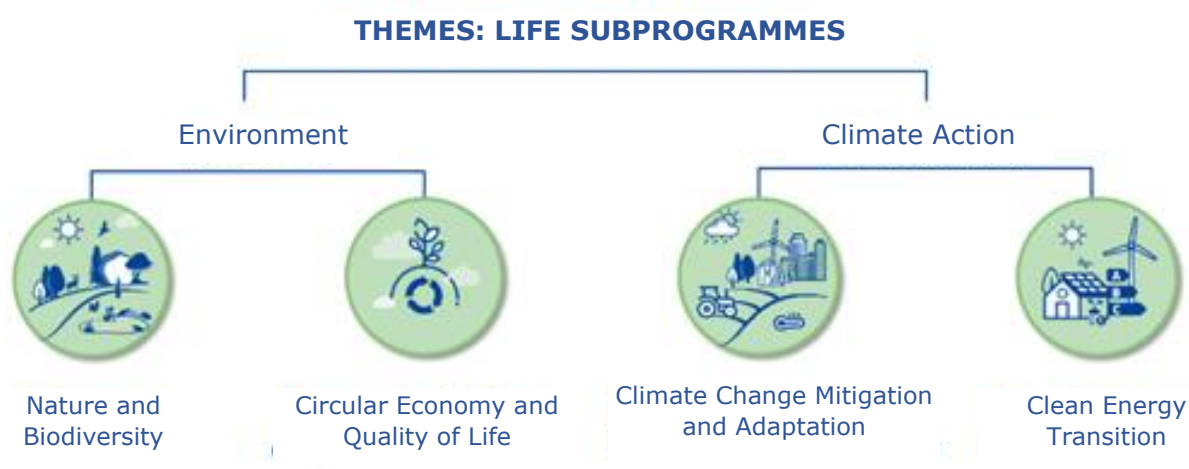 THEMES: LIFE SUBPROGRAMMES
Environment
Climate Action
Nature and
Biodiversity
Circular Economy and
Quality of Life
Climate Change Mitigation
and Adaptation
Clean Energy
Transition